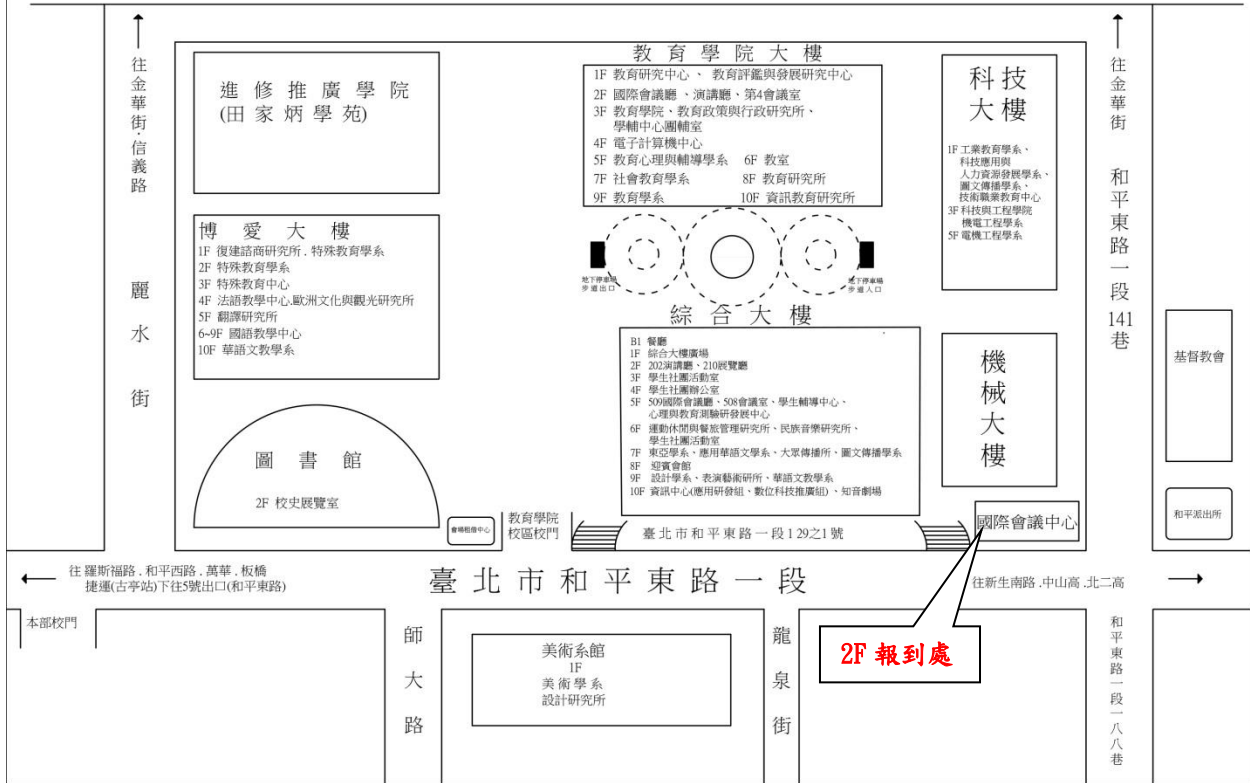 往金華街．信義路
麗水街
進修推廣學院
(田家炳學苑)
教育學院大樓
1F 教育研究中心 、 教育評鑑與發展研究中心
2F 國際會議廳 、演講廳、第4會議室
3F 教育學院、教育政策與行政研究所、
學輔中心團輔室
4F 電子計算機中心
5F 教育心理與輔導學系 6F 教室
7F 社會教育學系 8F 教育研究所
9F 教育學系 10F 資訊教育研究所
科技
大樓
1F 工業教育學系、
科技應用與
人力資源發展學系、
圖文傳播學系、
技術職業教育中心
3F 科技與工程學院
機電工程學系
5F 電機工程學系
往金華街
和平東路一段141巷
博愛大樓
1F 復建諮商研究所．特殊教育學系
2F 特殊教育學系
3F 特殊教育中心
4F 法語教學中心.歐洲文化與觀光研究所
5F 翻譯研究所
6~9F 國語教學中心
10F 華語文教學系
地下停車場
步道出口
地下停車場
步道入口
綜合大樓
B1 餐廳
1F 綜合大樓廣場
2F 202演講廳、210展覽廳
3F 學生社團活動室
4F 學生社團辦公室
5F 509國際會議廳、508會議室、學生輔導中心、
心理與教育測驗研發展中心
6F 運動休閒與餐旅管理研究所、民族音樂研究所、
學生社團活動室
7F 東亞學系、應用華語文學系、大眾傳播所、圖文傳播學系
8F 迎賓會館
9F 設計學系、表演藝術研所、華語文教學系
10F 資訊中心(應用研發組、數位科技推廣組)、知音劇場
機械大樓
基督教會
圖書館
2F 校史展覽室
會場租借中心
教育學院
校區校門
臺北市和平東路一段129之1號
國際會議中心
和平派出所
往 羅斯福路．和平西路．萬華．板橋
捷運(古亭站)下往5號出口(和平東路)
臺北市和平東路一段
往新生南路．中山高．北二高
本部校門
師大路
美術系館
1F
美術學系
設計研究所
龍泉街
2F 報到處
和平東路一段一八八巷